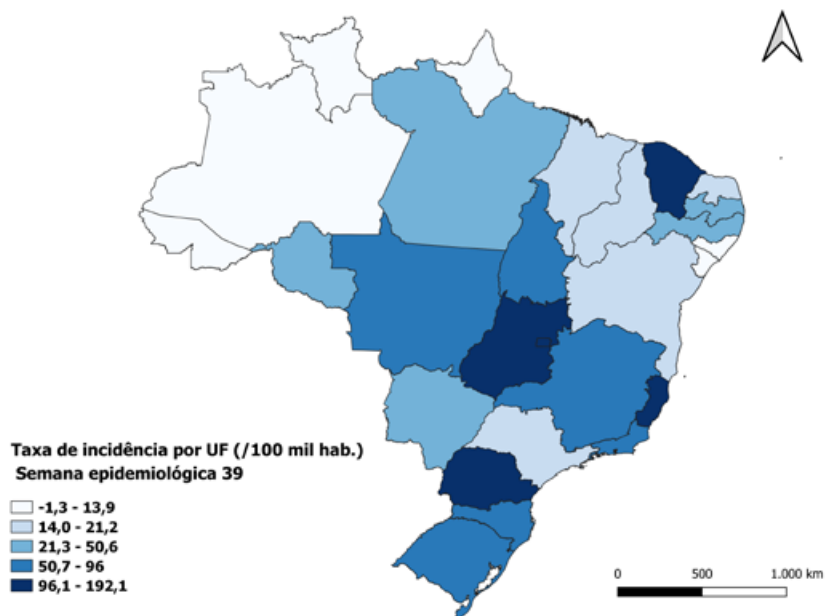 Taxa de incidência por UF (/100 mil hab.)
Semana epidemiológica 39
-1,3 - 13,9
14,0 - 21,2
21,3 - 50,6
50,7 - 96
96,1 - 192,1
0 500 1.000 km